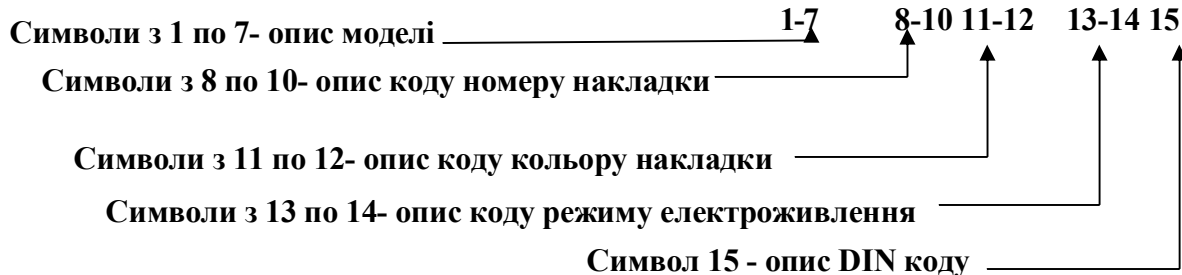 1-7 8-10 11-12 13-14 15
Символи з 1 по 7- опис моделі
Символи з 8 по 10- опис коду номеру накладки
Символи з 11 по 12- опис коду кольору накладки
Символи з 13 по 14- опис коду режиму електроживлення
Символ 15 - опис DIN коду